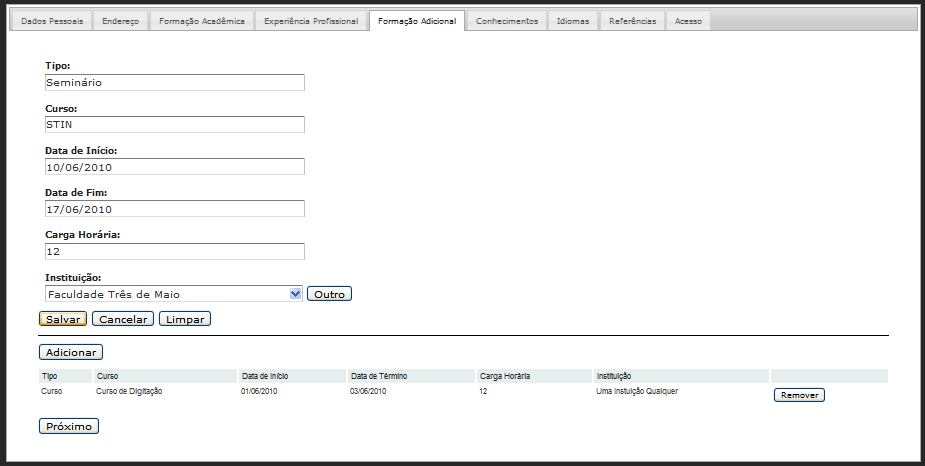 Dados Pessoais Endereço Formação Acadêmica Experiência Profissional Formação Adicional Conhecimentos Idiomas Referências Acesso
Tipo:
Seminário
Curso:
STIN
Data de Início:
10/06/2010
Data de Fim:
17/06/2010
Carga Horária:
12
Instituição:
Faculdade Três de Maio Outro
Salvar Cancelar Limpar
Adicionar
Tipo Curso Data de Início Data de Término Carga Horária Instituição
Curso Curso de Digitação 01/06/2010 03/06/2010 12 Uma Instuição Qualquer Remover
Próximo